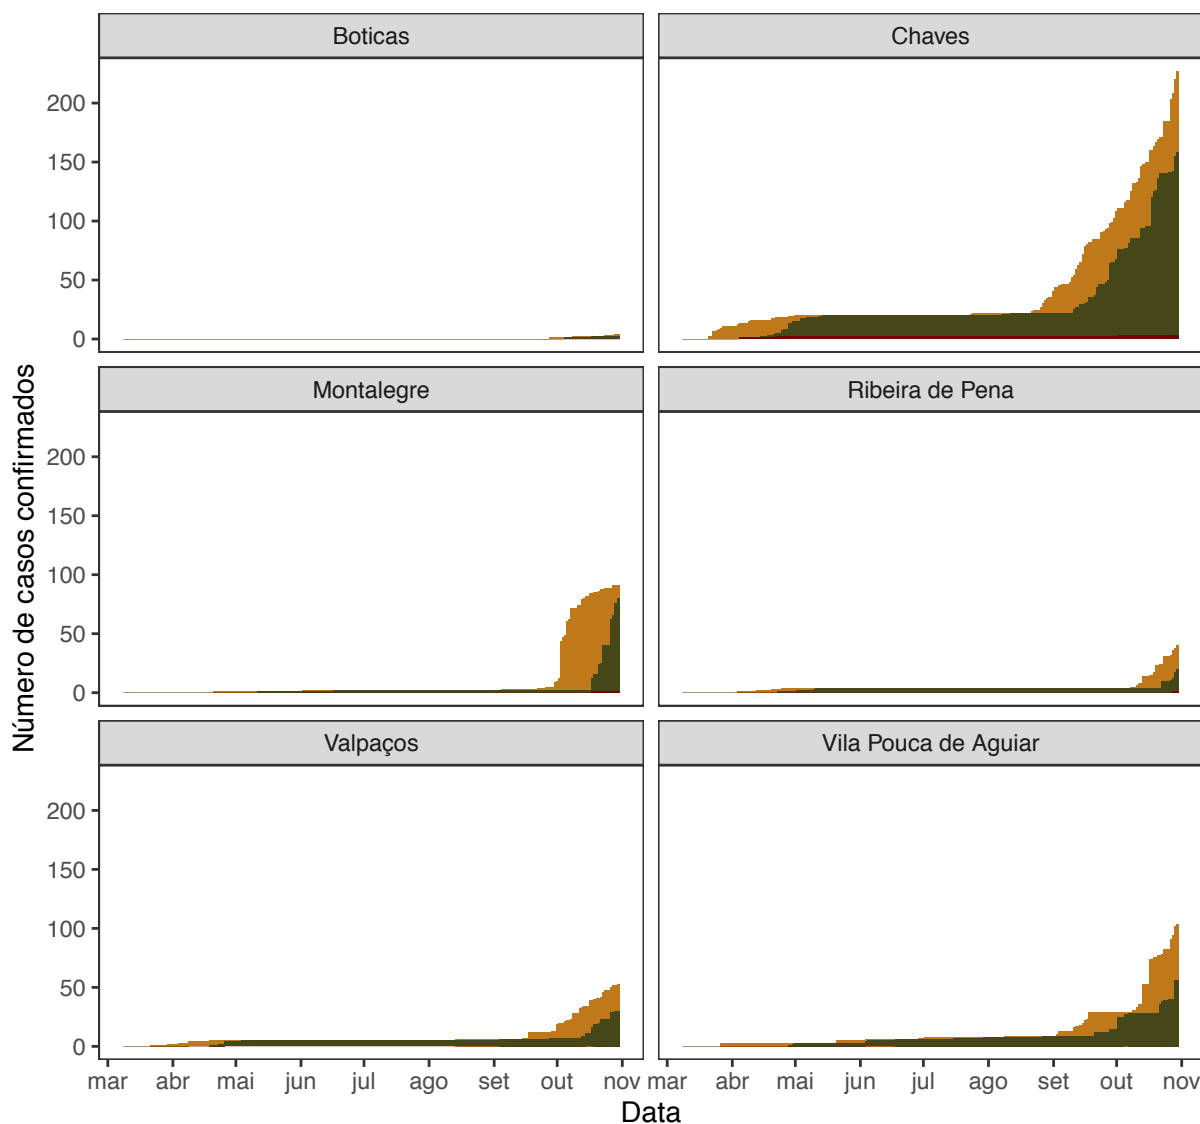 Boticas
Chaves
200
150
100
50
0
Montalegre
Ribeira de Pena
200
150
100
50
0
Valpaços
Vila Pouca de Aguiar
200
150
100
50
0
mar abr mai jun jul ago set out nov
mar abr mai jun jul ago set out nov
Data
Número de casos confirmados